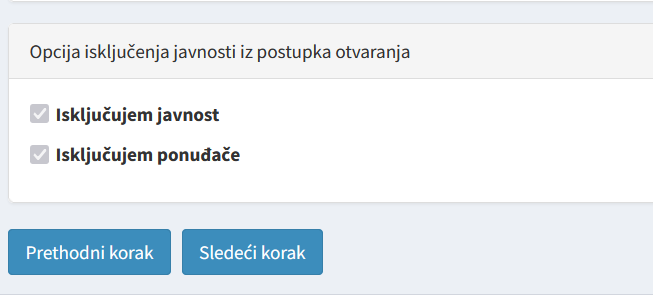 Opcija isključenja javnosti iz postupka otvaranja
Isključujem javnost
Isključujem ponuđače
Prethodni korak Sledeći korak